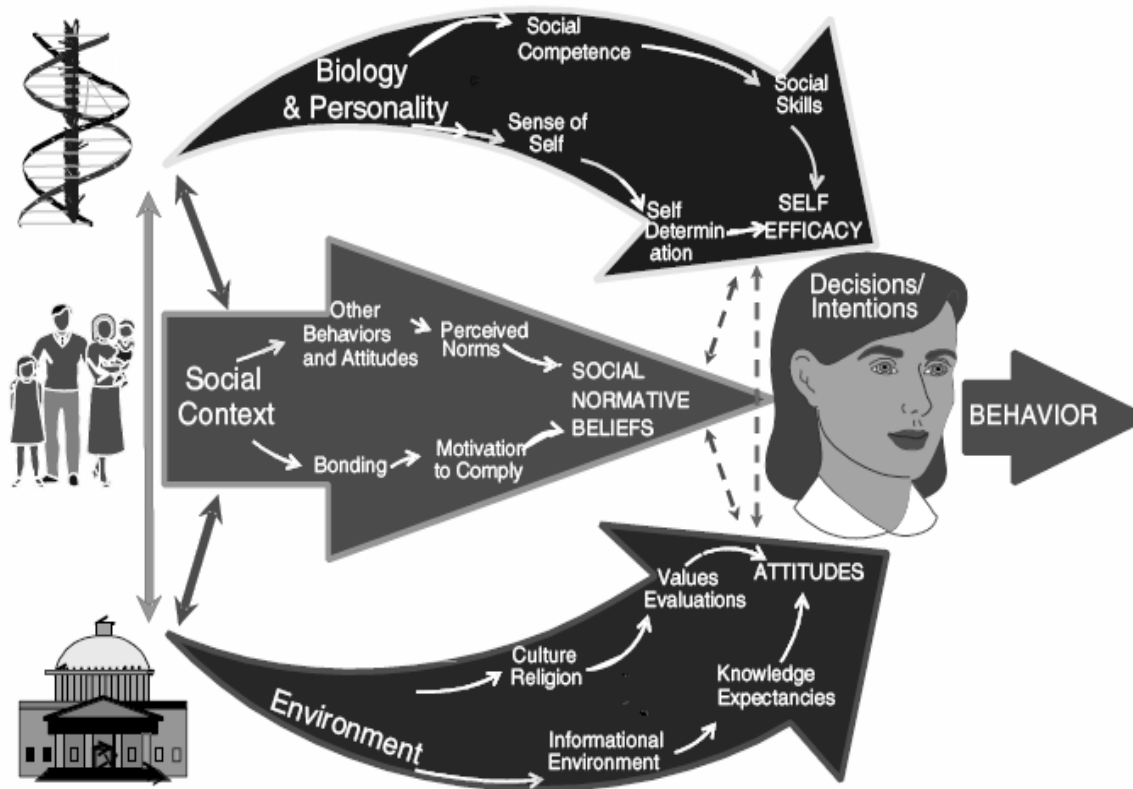 Biology
& Personality
Social
Competence
Sense of
Self
Social
Skills
Self
Determin
ation
SELF
EFFICACY
Social
Context
Other
Behaviors
and Attitudes
Perceived
Norms
Bonding
Motivation
to Comply
SOCIAL
NORMATIVE
BELIEFS
Decisions/
Intentions
BEHAVIOR
Environment
Culture
Religion
Values
Evaluations
ATTITUDES
Informational
Environment
Knowledge
Expectancies